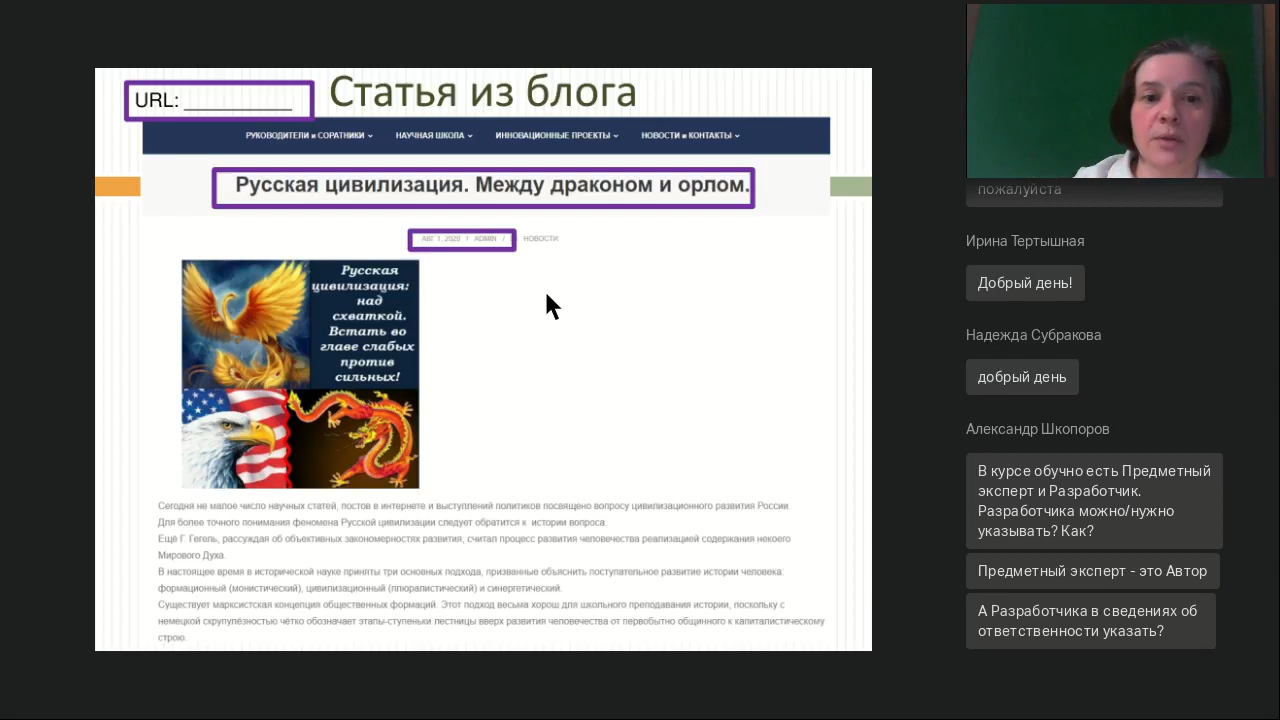 Статья из блога
URL: __________
РУКОВОДИТЕЛИ и СОРАТНИКИ
НАУЧНАЯ ШКОЛА
ИННОВАЦИОННЫЕ ПРОЕКТЫ
НОВОСТИ и КОНТАКТЫ
Русская цивилизация. Между драконом и орлом.
АВГ 1, 2020 / ADMIN /
НОВОСТИ
Русская
цивилизация:
над
схваткой.
Встать во
главе слабых
против
сильных!
Сегодня не малое число научных статей, постов в интернете и выступлений политиков посвящено вопросу цивилизационного развития России.
Для более точного понимания феномена Русской цивилизации следует обратится к истории вопроса.
Ещё Г. Гегель, рассуждая об объективных закономерностях развития, считал процесс развития человечества реализацией содержания некоего
Мирового Духа.
В настоящее время в исторической науке приняты три основных подхода, призванные объяснить поступательное развитие истории человека:
формационный (монистический), цивилизационный (плюралистический) и синергетический.
Существует марксистская концепция общественных формаций. Этот подход весьма хорош для школьного преподавания истории, поскольку с
немецкой скрупулёзностью чётко обозначает этапы-ступеньки лестницы вверх развития человечества от первобытно общинного к капиталистическому
строю.
пожалуйста
Ирина Тертышная
Добрый день!
Надежда Субракова
добрый день
Александр Шкопоров
В курсе обучно есть Предметный
эксперт и Разработчик.
Разработчика можно/нужно
указывать? Как?
Предметный эксперт - это Автор
А Разработчика в сведениях об
ответственности указать?